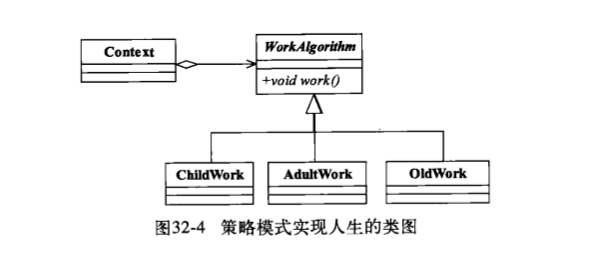 Context
WorkAlgorithm
+void work()
ChildWork
AdultWork
OldWork
图32-4 策略模式实现人生的类图